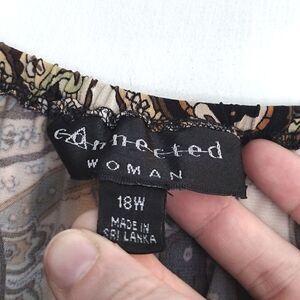 connected
WOMAN
18W
MADE IN
SRI LANKA